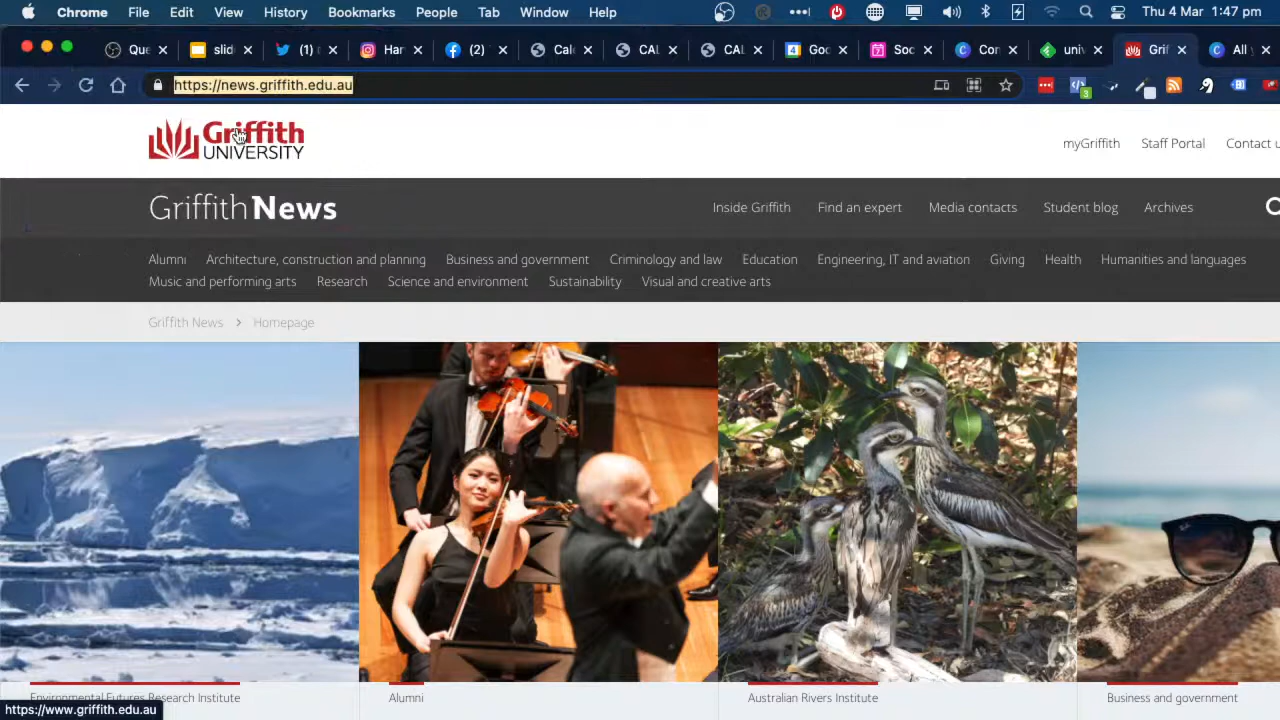 Chrome File Edit View History Bookmarks People Tab Window Help Thu 4 Mar 1:47 pm
Que slide (1) Har (2) Cale CAL CAL Goo Soc Con univ Grif All y
https://news.griffith.edu.au
3
Griffith
UNIVERSITY
myGriffith Staff Portal Contact u
Griffith News
Inside Griffith Find an expert Media contacts Student blog Archives
Alumni Architecture, construction and planning Business and government Criminology and law Education Engineering, IT and aviation Giving Health Humanities and languages
Music and performing arts Research Science and environment Sustainability Visual and creative arts
Griffith News > Homepage
Environmental Futures Research Institute Alumni Australian Rivers Institute Business and government
https://www.griffith.edu.au